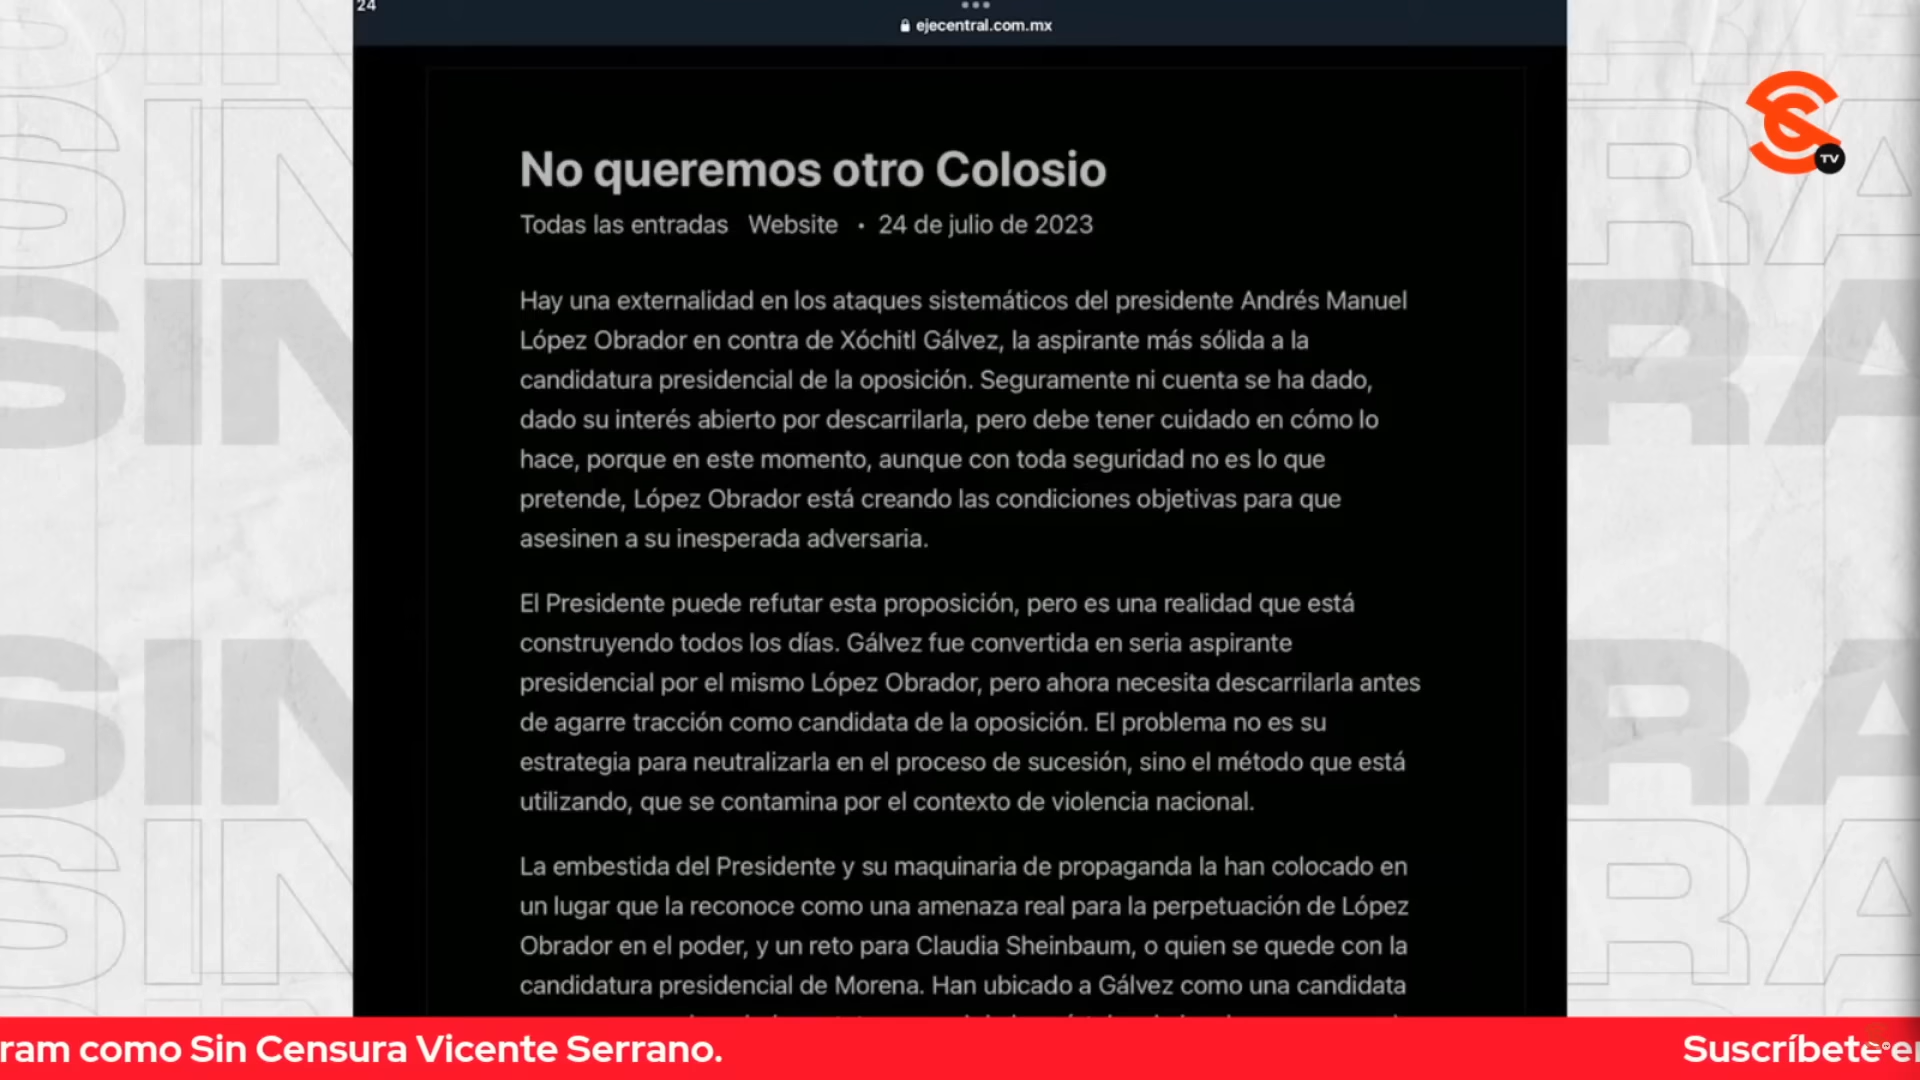 24
ejecentral.com.mx
TV
No queremos otro Colosio
Todas las entradas Website • 24 de julio de 2023
Hay una externalidad en los ataques sistemáticos del presidente Andrés Manuel
López Obrador en contra de Xóchitl Gálvez, la aspirante más sólida a la
candidatura presidencial de la oposición. Seguramente ni cuenta se ha dado,
dado su interés abierto por descarrilarla, pero debe tener cuidado en cómo lo
hace, porque en este momento, aunque con toda seguridad no es lo que
pretende, López Obrador está creando las condiciones objetivas para que
asesinen a su inesperada adversaria.
El Presidente puede refutar esta proposición, pero es una realidad que está
construyendo todos los días. Gálvez fue convertida en seria aspirante
presidencial por el mismo López Obrador, pero ahora necesita descarrilarla antes
de agarre tracción como candidata de la oposición. El problema no es su
estrategia para neutralizarla en el proceso de sucesión, sino el método que está
utilizando, que se contamina por el contexto de violencia nacional.
La embestida del Presidente y su maquinaria de propaganda la han colocado en
un lugar que la reconoce como una amenaza real para la perpetuación de López
Obrador en el poder, y un reto para Claudia Sheinbaum, o quien se quede con la
candidatura presidencial de Morena. Han ubicado a Gálvez como una candidata
ram como Sin Censura Vicente Serrano.
Suscríbete e
SIN
SIN
SIN
SIN
RA
RA
RA
RA